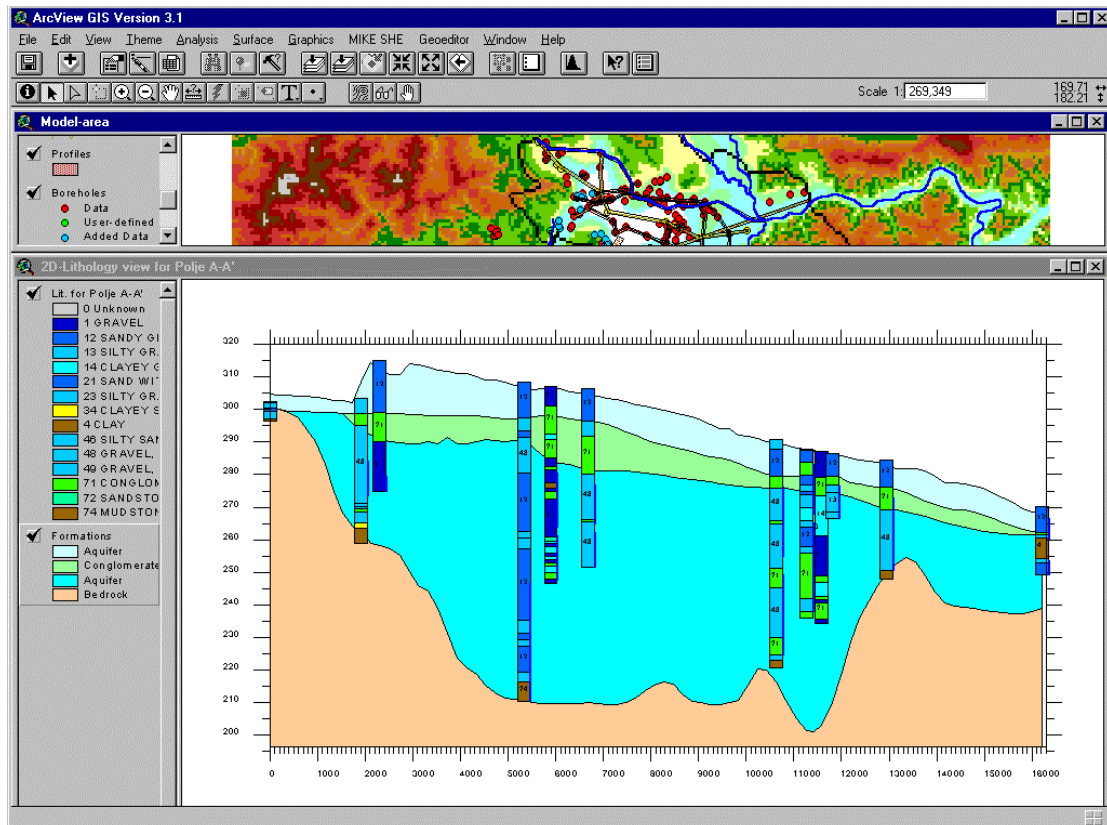 ArcView GIS Version 3.1
File Edit View Theme Analysis Surface Graphics MIKE SHE Geoeditor Window Help
Scale 1: 269,349
169.71
182.21
Model-area
Profiles
Boreholes
Data
User-defined
Added Data
2D-Lithology view for Polje A-A'
Lit. for Polje A-A'
0 Unknown
1 GRAVEL
12 SANDY G
13 SILTY GR
14 CLAYEY G
21 SAND WIT
23 SILTY GR
34 CLAYEY S
4 CLAY
46 SILTY SAN
48 GRAVEL,
49 GRAVEL,
71 CONGLOM
72 SANDSTO
74 MUDSTON
Formations
Aquifer
Conglomerate
Aquifer
Bedrock
320
310
300
290
280
270
260
250
240
230
220
210
200
0 1000 2000 3000 4000 5000 6000 7000 8000 9000 10000 11000 12000 13000 14000 15000 16000